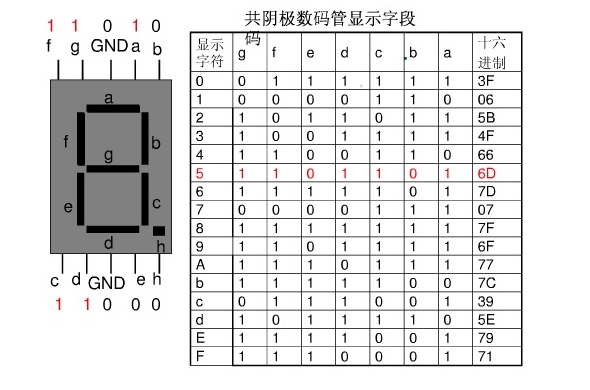 共阴极数码管显示字段码
1 1 0 1 0
f g GND a b
a
f b
g
e c
d
h
c d GND e h
1 1 0 0 0
显示字符 g f e d c b a 十六进制
0 0 1 1 1 1 1 1 3F
1 0 0 0 0 1 1 0 06
2 1 0 1 1 0 1 1 5B
3 1 0 0 1 1 1 1 4F
4 1 1 0 0 1 1 0 66
5 1 1 0 1 1 0 1 6D
6 1 1 1 1 1 0 1 7D
7 0 0 0 0 1 1 1 07
8 1 1 1 1 1 1 1 7F
9 1 1 0 1 1 1 1 6F
A 1 1 1 0 1 1 1 77
b 1 1 1 1 1 0 0 7C
c 0 1 1 1 0 0 1 39
d 1 0 1 1 1 1 0 5E
E 1 1 1 1 0 0 1 79
F 1 1 1 0 0 0 1 71